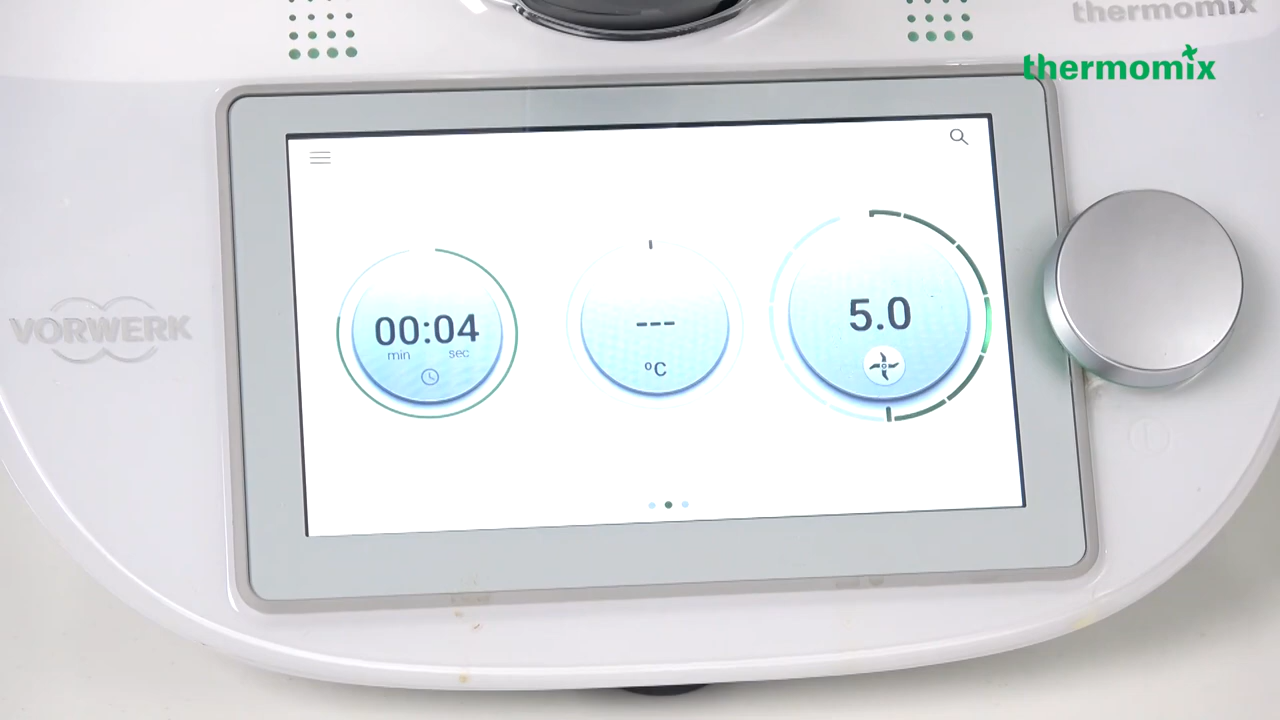 thermomix
thermomix
VORWERK
00:04
min sec
---
°C
5.0